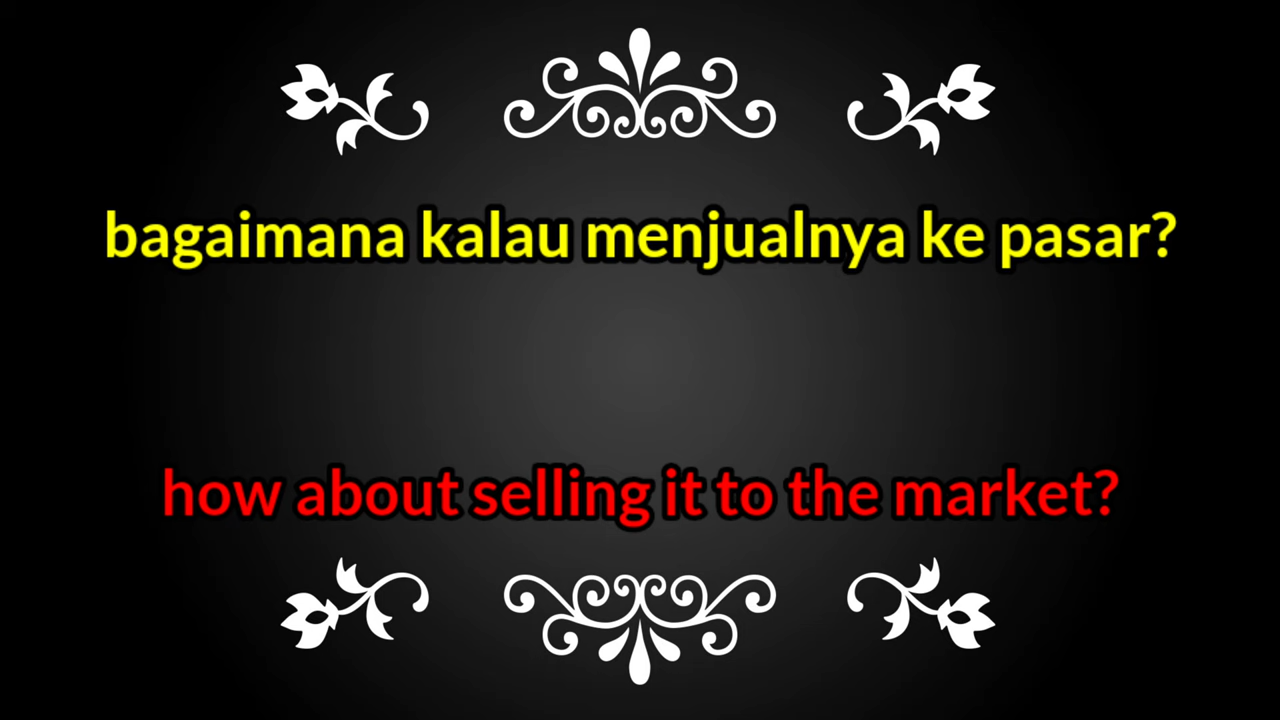 bagaimana kalau menjualnya ke pasar?
how about selling it to the market?